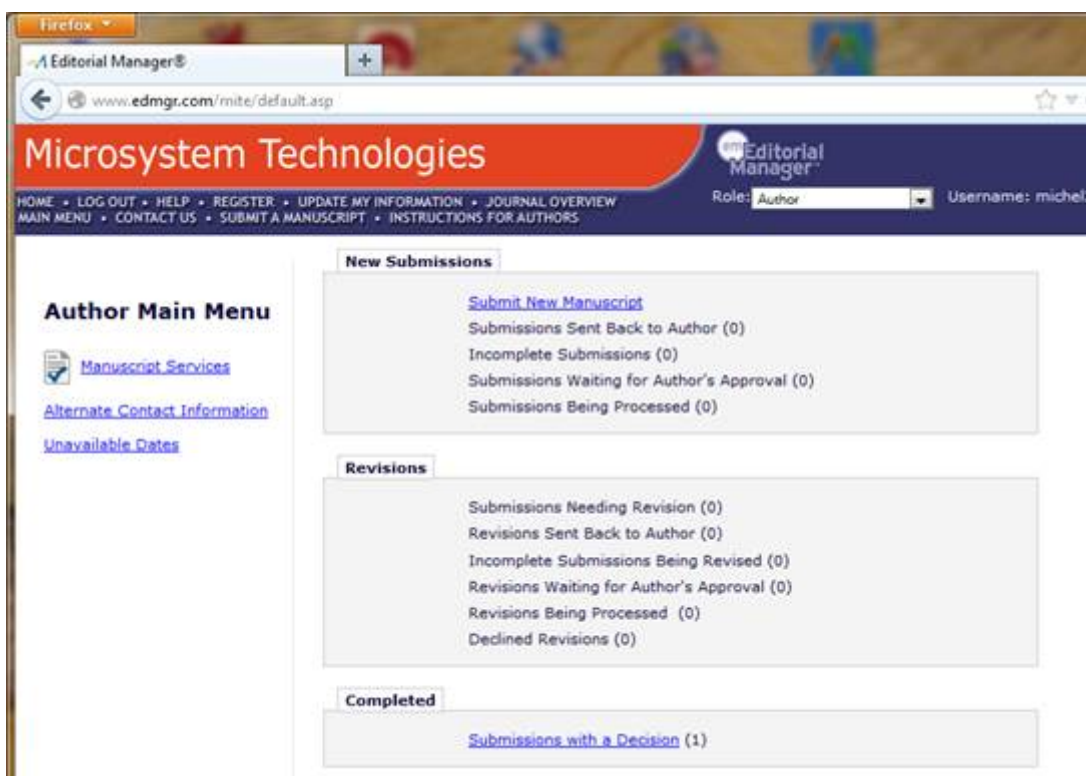 Firefox
Editorial Manager®
www.edmgr.com/mite/default.asp
Microsystem Technologies
em Editorial
Manager™
HOME • LOG OUT • HELP • REGISTER • UPDATE MY INFORMATION • JOURNAL OVERVIEW
MAIN MENU • CONTACT US • SUBMIT A MANUSCRIPT • INSTRUCTIONS FOR AUTHORS
Role: Author
Username: michel
New Submissions
Author Main Menu
Manuscript Services
Alternate Contact Information
Unavailable Dates
Submit New Manuscript
Submissions Sent Back to Author (0)
Incomplete Submissions (0)
Submissions Waiting for Author's Approval (0)
Submissions Being Processed (0)
Revisions
Submissions Needing Revision (0)
Revisions Sent Back to Author (0)
Incomplete Submissions Being Revised (0)
Revisions Waiting for Author's Approval (0)
Revisions Being Processed (0)
Declined Revisions (0)
Completed
Submissions with a Decision (1)